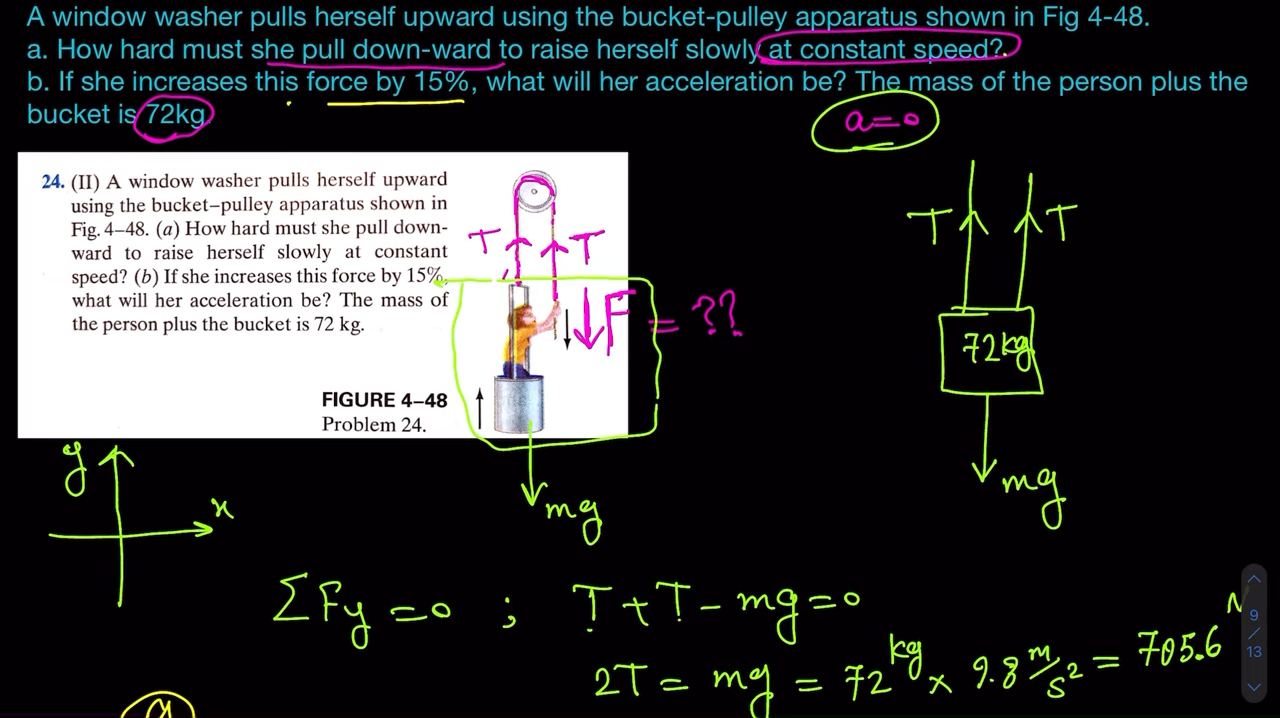 A window washer pulls herself upward using the bucket-pulley apparatus shown in Fig 4-48.
a. How hard must she pull down-ward to raise herself slowly at constant speed?.
b. If she increases this force by 15%, what will her acceleration be? The mass of the person plus the
bucket is 72kg
a=0
24. (II) A window washer pulls herself upward
using the bucket–pulley apparatus shown in
Fig. 4–48. (a) How hard must she pull down-
ward to raise herself slowly at constant
speed? (b) If she increases this force by 15%,
what will her acceleration be? The mass of
the person plus the bucket is 72 kg.
T T
F = ??
FIGURE 4–48
Problem 24.
mg
T T
72kg
mg
y
x
ΣFy=0 ; T+T-mg=0
2T = mg = 72 kg x 9.8 m/s² = 705.6 N
a
9
/
13